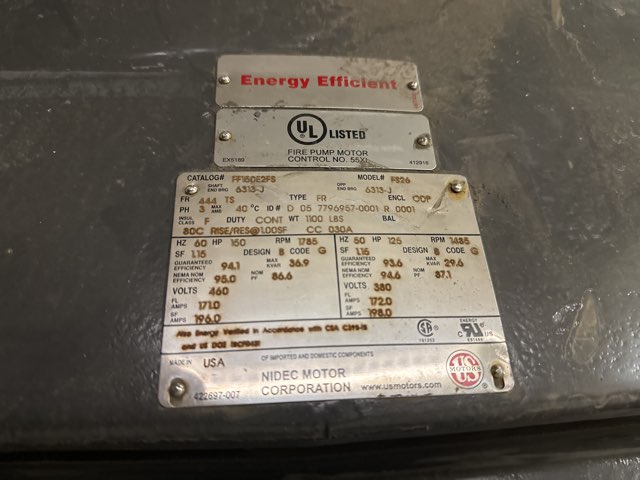 Energy Efficient
UL LISTED
FIRE PUMP MOTOR
EX5180 CONTROL NO. 55XL 412918
CATALOG# FF150E2FS MODEL# FS26
SHAFT END BRG 6313-J OPP END BRG 6313-J
FR 444 TS TYPE FR ENCL ODP
PH 3 MAX AMB 40 °C ID# D 05 7796957-0001 R 0001
INSUL CLASS F DUTY CONT WT 1100 LBS BAL
80C RISE/RES@1.00SF CC 030A
HZ 60 HP 150 RPM 1785
SF 1.15 DESIGN B CODE G
GUARANTEED EFFICIENCY 94.1 MAX KVAR 36.9
NEMA NOM EFFICIENCY 95.0 NOM PF 86.6
VOLTS 460
FL AMPS 171.0
SF AMPS 196.0
HZ 50 HP 125 RPM 1485
SF 1.15 DESIGN B CODE G
GUARANTEED EFFICIENCY 93.6 MAX KVAR 29.6
NEMA NOM EFFICIENCY 94.6 NOM PF 87.1
VOLTS 380
FL AMPS 172.0
SF AMPS 198.0
Also Energy Verified in Accordance with CSA C390-15
and US DOE 10CFR431
ENERGY
C UL US
MADE IN USA OF IMPORTED AND DOMESTIC COMPONENTS
US MOTORS ®
NIDEC MOTOR
CORPORATION www.usmotors.com
422697-007